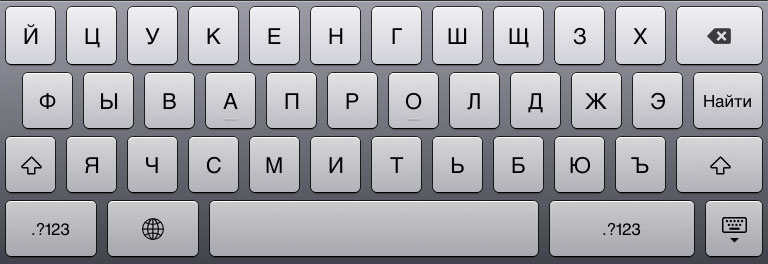 Й Ц У К Е Н Г Ш Щ З Х
Ф Ы В А П Р О Л Д Ж Э Найти
Я Ч С М И Т Ь Б Ю Ъ
.?123 .?123